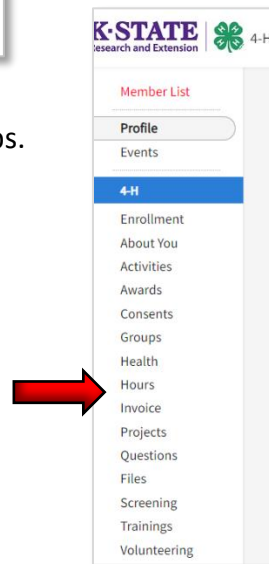 K-STATE
Research and Extension
4-H
Member List
os.
Profile
Events
4-H
Enrollment
About You
Activities
Awards
Consents
Groups
Health
Hours
Invoice
Projects
Questions
Files
Screening
Trainings
Volunteering